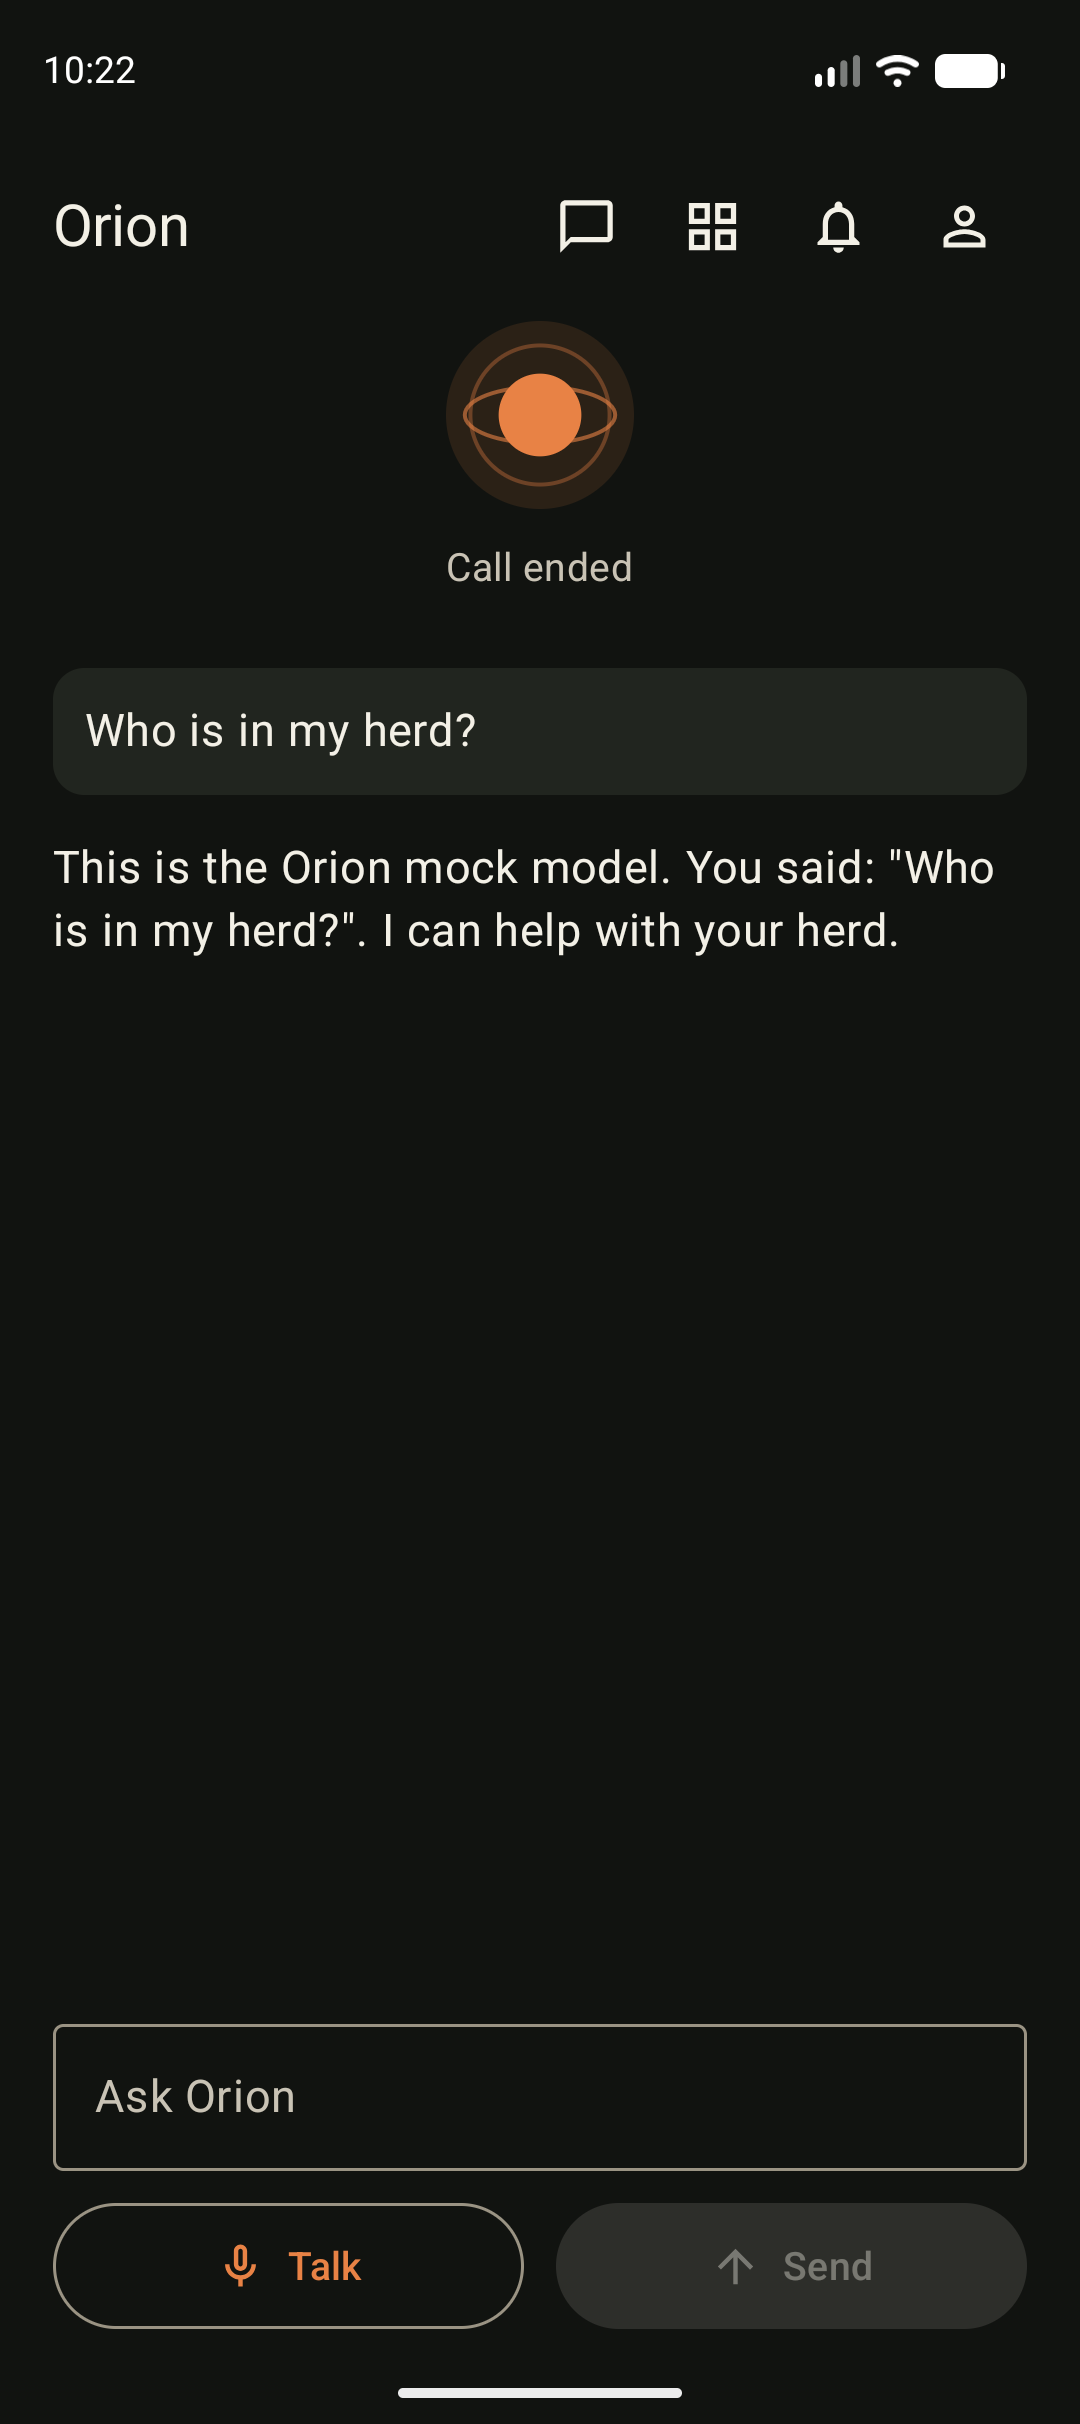 10:22
Orion
Call ended
Who is in my herd?
This is the Orion mock model. You said: "Who
is in my herd?". I can help with your herd.
Ask Orion
Talk
Send